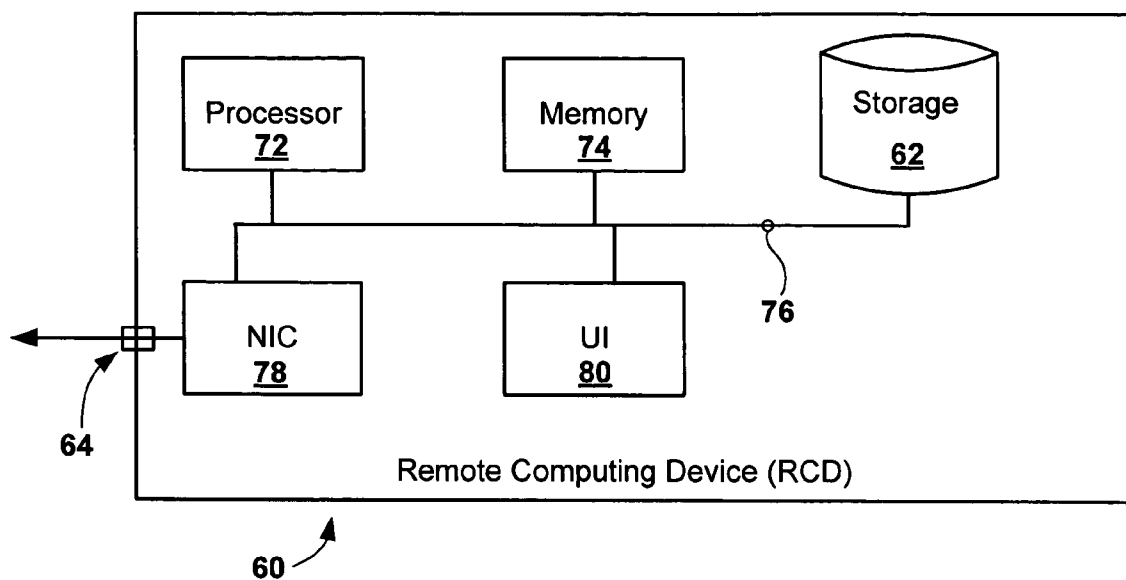 Processor
72
Memory
74
Storage
62
76
NIC
78
UI
80
64
Remote Computing Device (RCD)
60